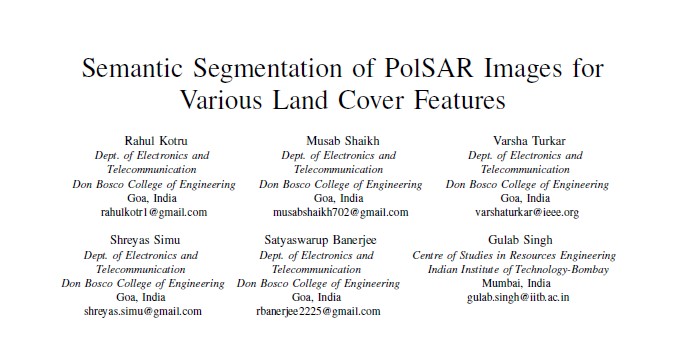 Semantic Segmentation of PolSAR Images for
Various Land Cover Features
Rahul Kotru
Dept. of Electronics and
Telecommunication
Don Bosco College of Engineering
Goa, India
rahulkotr1@gmail.com
Musab Shaikh
Dept. of Electronics and
Telecommunication
Don Bosco College of Engineering
Goa, India
musabshaikh702@gmail.com
Varsha Turkar
Dept. of Electronics and
Telecommunication
Don Bosco College of Engineering
Goa, India
varshaturkar@ieee.org
Shreyas Simu
Dept. of Electronics and
Telecommunication
Don Bosco College of Engineering
Goa, India
shreyas.simu@gmail.com
Satyaswarup Banerjee
Dept. of Electronics and
Telecommunication
Don Bosco College of Engineering
Goa, India
rbanerjee2225@gmail.com
Gulab Singh
Centre of Studies in Resources Engineering
Indian Institute of Technology-Bombay
Mumbai, India
gulab.singh@iitb.ac.in